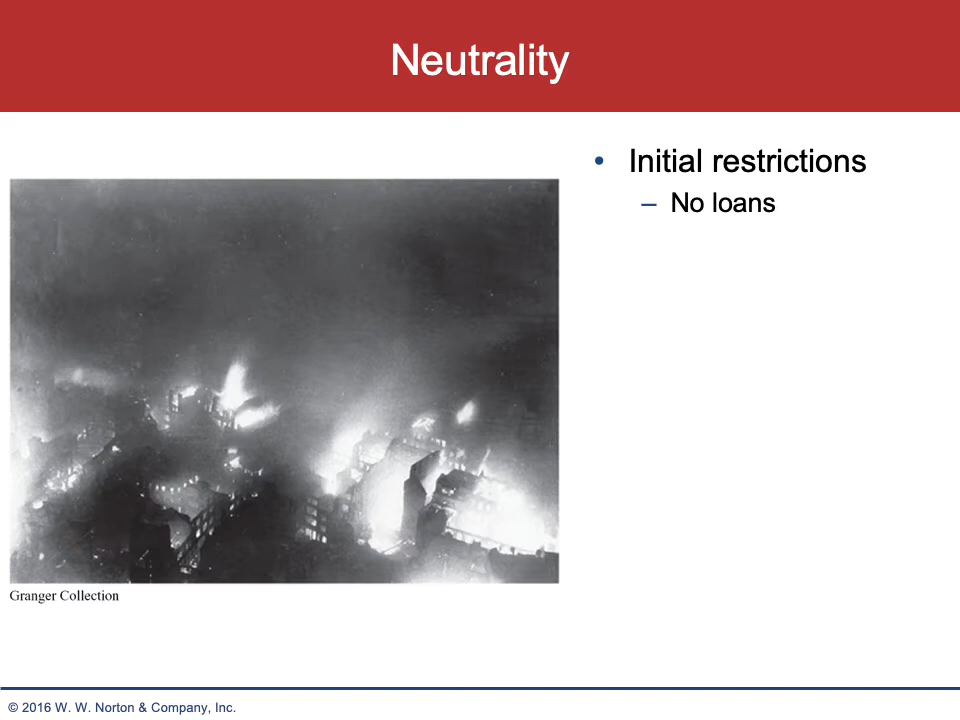 Neutrality
• Initial restrictions
– No loans
Granger Collection
© 2016 W. W. Norton & Company, Inc.